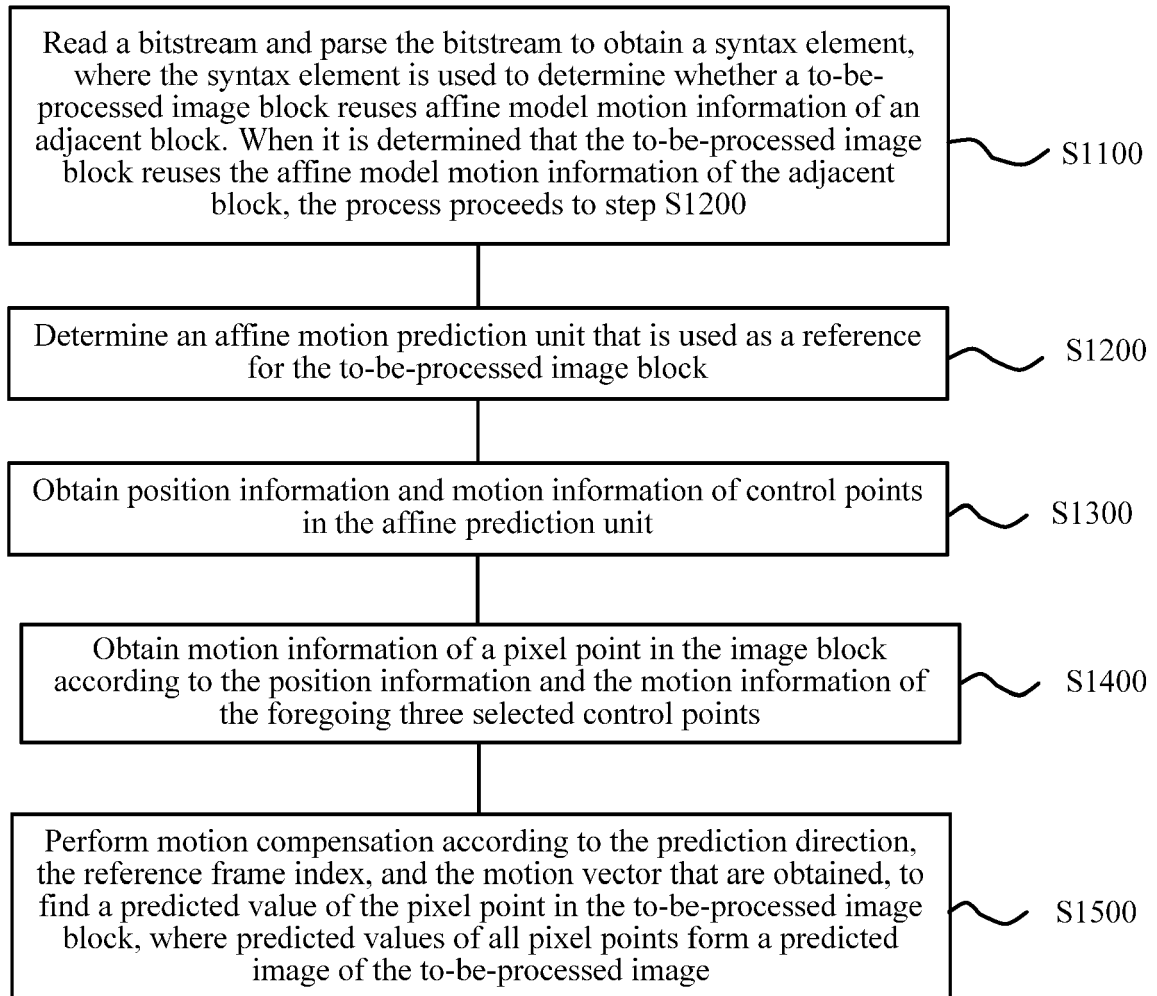 Read a bitstream and parse the bitstream to obtain a syntax element,
where the syntax element is used to determine whether a to-be-
processed image block reuses affine model motion information of an
adjacent block. When it is determined that the to-be-processed image
block reuses the affine model motion information of the adjacent
block, the process proceeds to step S1200
S1100
Determine an affine motion prediction unit that is used as a reference
for the to-be-processed image block
S1200
Obtain position information and motion information of control points
in the affine prediction unit
S1300
Obtain motion information of a pixel point in the image block
according to the position information and the motion information of
the foregoing three selected control points
S1400
Perform motion compensation according to the prediction direction,
the reference frame index, and the motion vector that are obtained, to
find a predicted value of the pixel point in the to-be-processed image
block, where predicted values of all pixel points form a predicted
image of the to-be-processed image
S1500